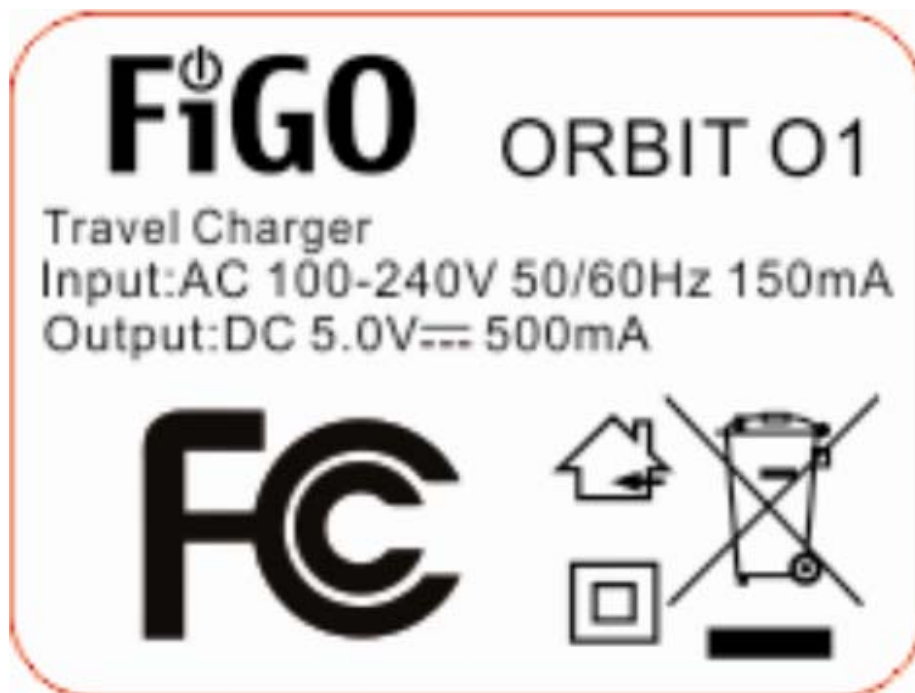 FiGO ORBIT O1
Travel Charger
Input:AC 100-240V 50/60Hz 150mA
Output:DC 5.0V⎓ 500mA
FC